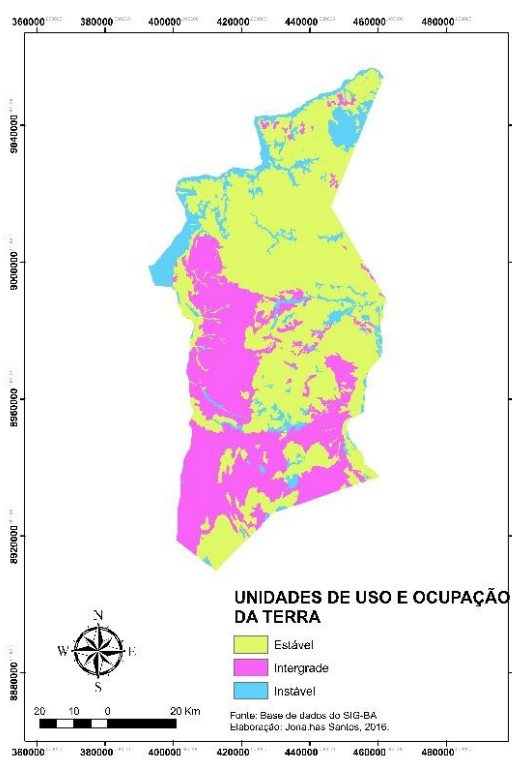 360000 380000 400000 420000 440000 460000 480000
9040000
9000000
8960000
8920000
8880000
N
W E
S
UNIDADES DE USO E OCUPAÇÃO
DA TERRA
Estável
Intergrade
Instável
20 10 0 20 Km
Fonte: Base de dados do SIG-BA
Elaboração: Jonathas Santos, 2016.
360000 380000 400000 420000 440000 460000 480000